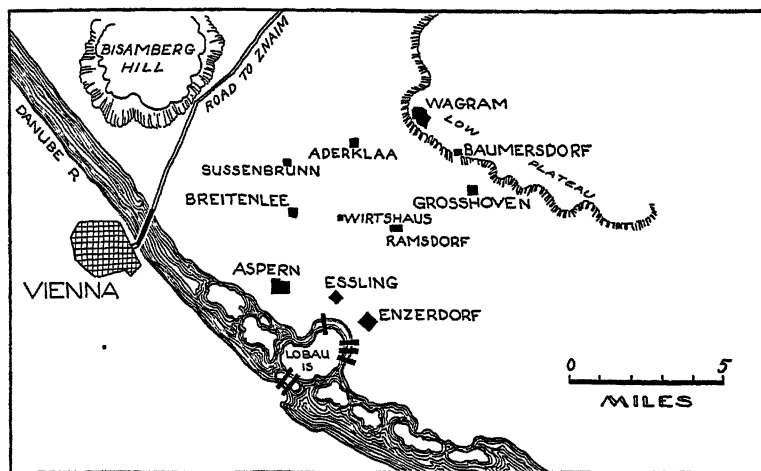 BISAMBERG
HILL
ROAD TO ZNAIM
DANUBE R.
WAGRAM
LOW
PLATEAU
ADERKLAA
BAUMERSDORF
SUSSENBRUNN
GROSSHOVEN
BREITENLEE
WIRTSHAUS
RAMSDORF
VIENNA
ASPERN
ESSLING
ENZERDORF
LOBAU
IS
0 5
MILES